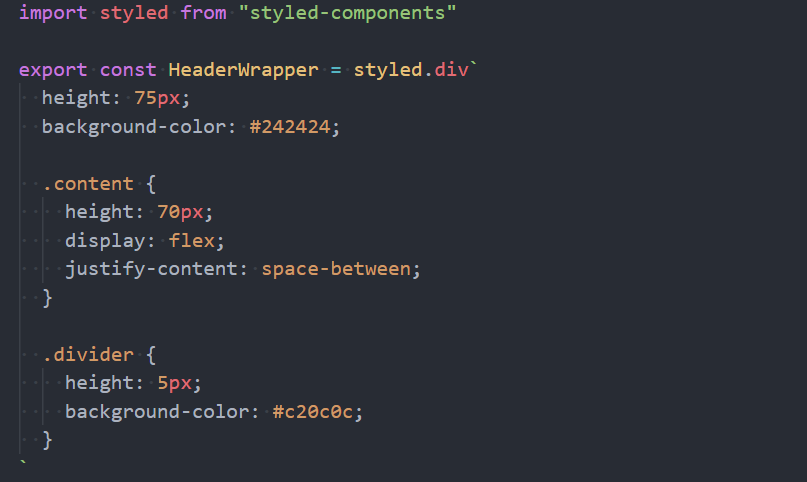 import styled from "styled-components"
export const HeaderWrapper = styled.div`
  height: 75px;
  background-color: #242424;
  .content {
    height: 70px;
    display: flex;
    justify-content: space-between;
  }
  .divider {
    height: 5px;
    background-color: #c20c0c;
  }
`